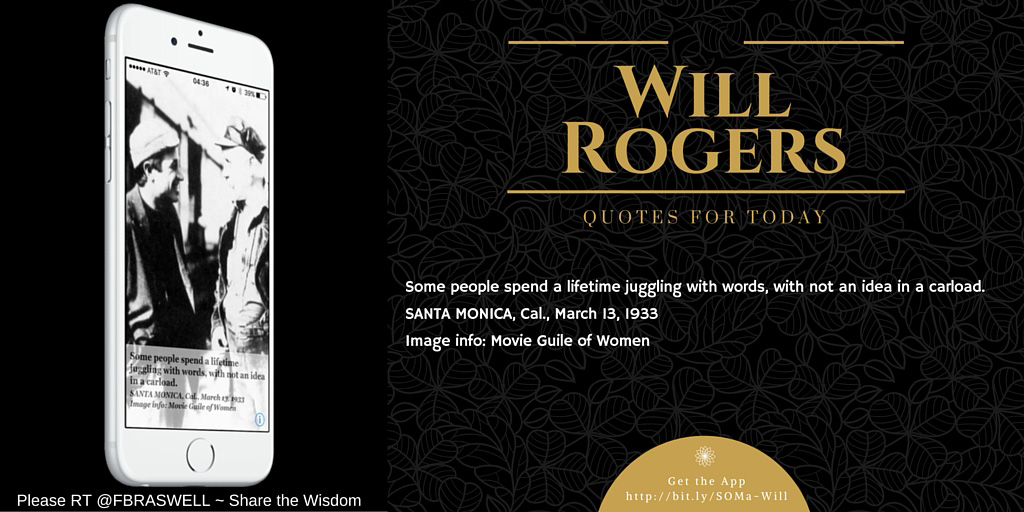 AT&T
04:36
39%
Some people spend a lifetime
juggling with words, with not an idea
in a carload.
SANTA MONICA, Cal., March 13, 1933
Image info: Movie Guile of Women
Please RT @FBRASWELL ~ Share the Wisdom
WILL
ROGERS
QUOTES FOR TODAY
Some people spend a lifetime juggling with words, with not an idea in a carload.
SANTA MONICA, Cal., March 13, 1933
Image info: Movie Guile of Women
Get the App
http://bit.ly/SOMa-Will